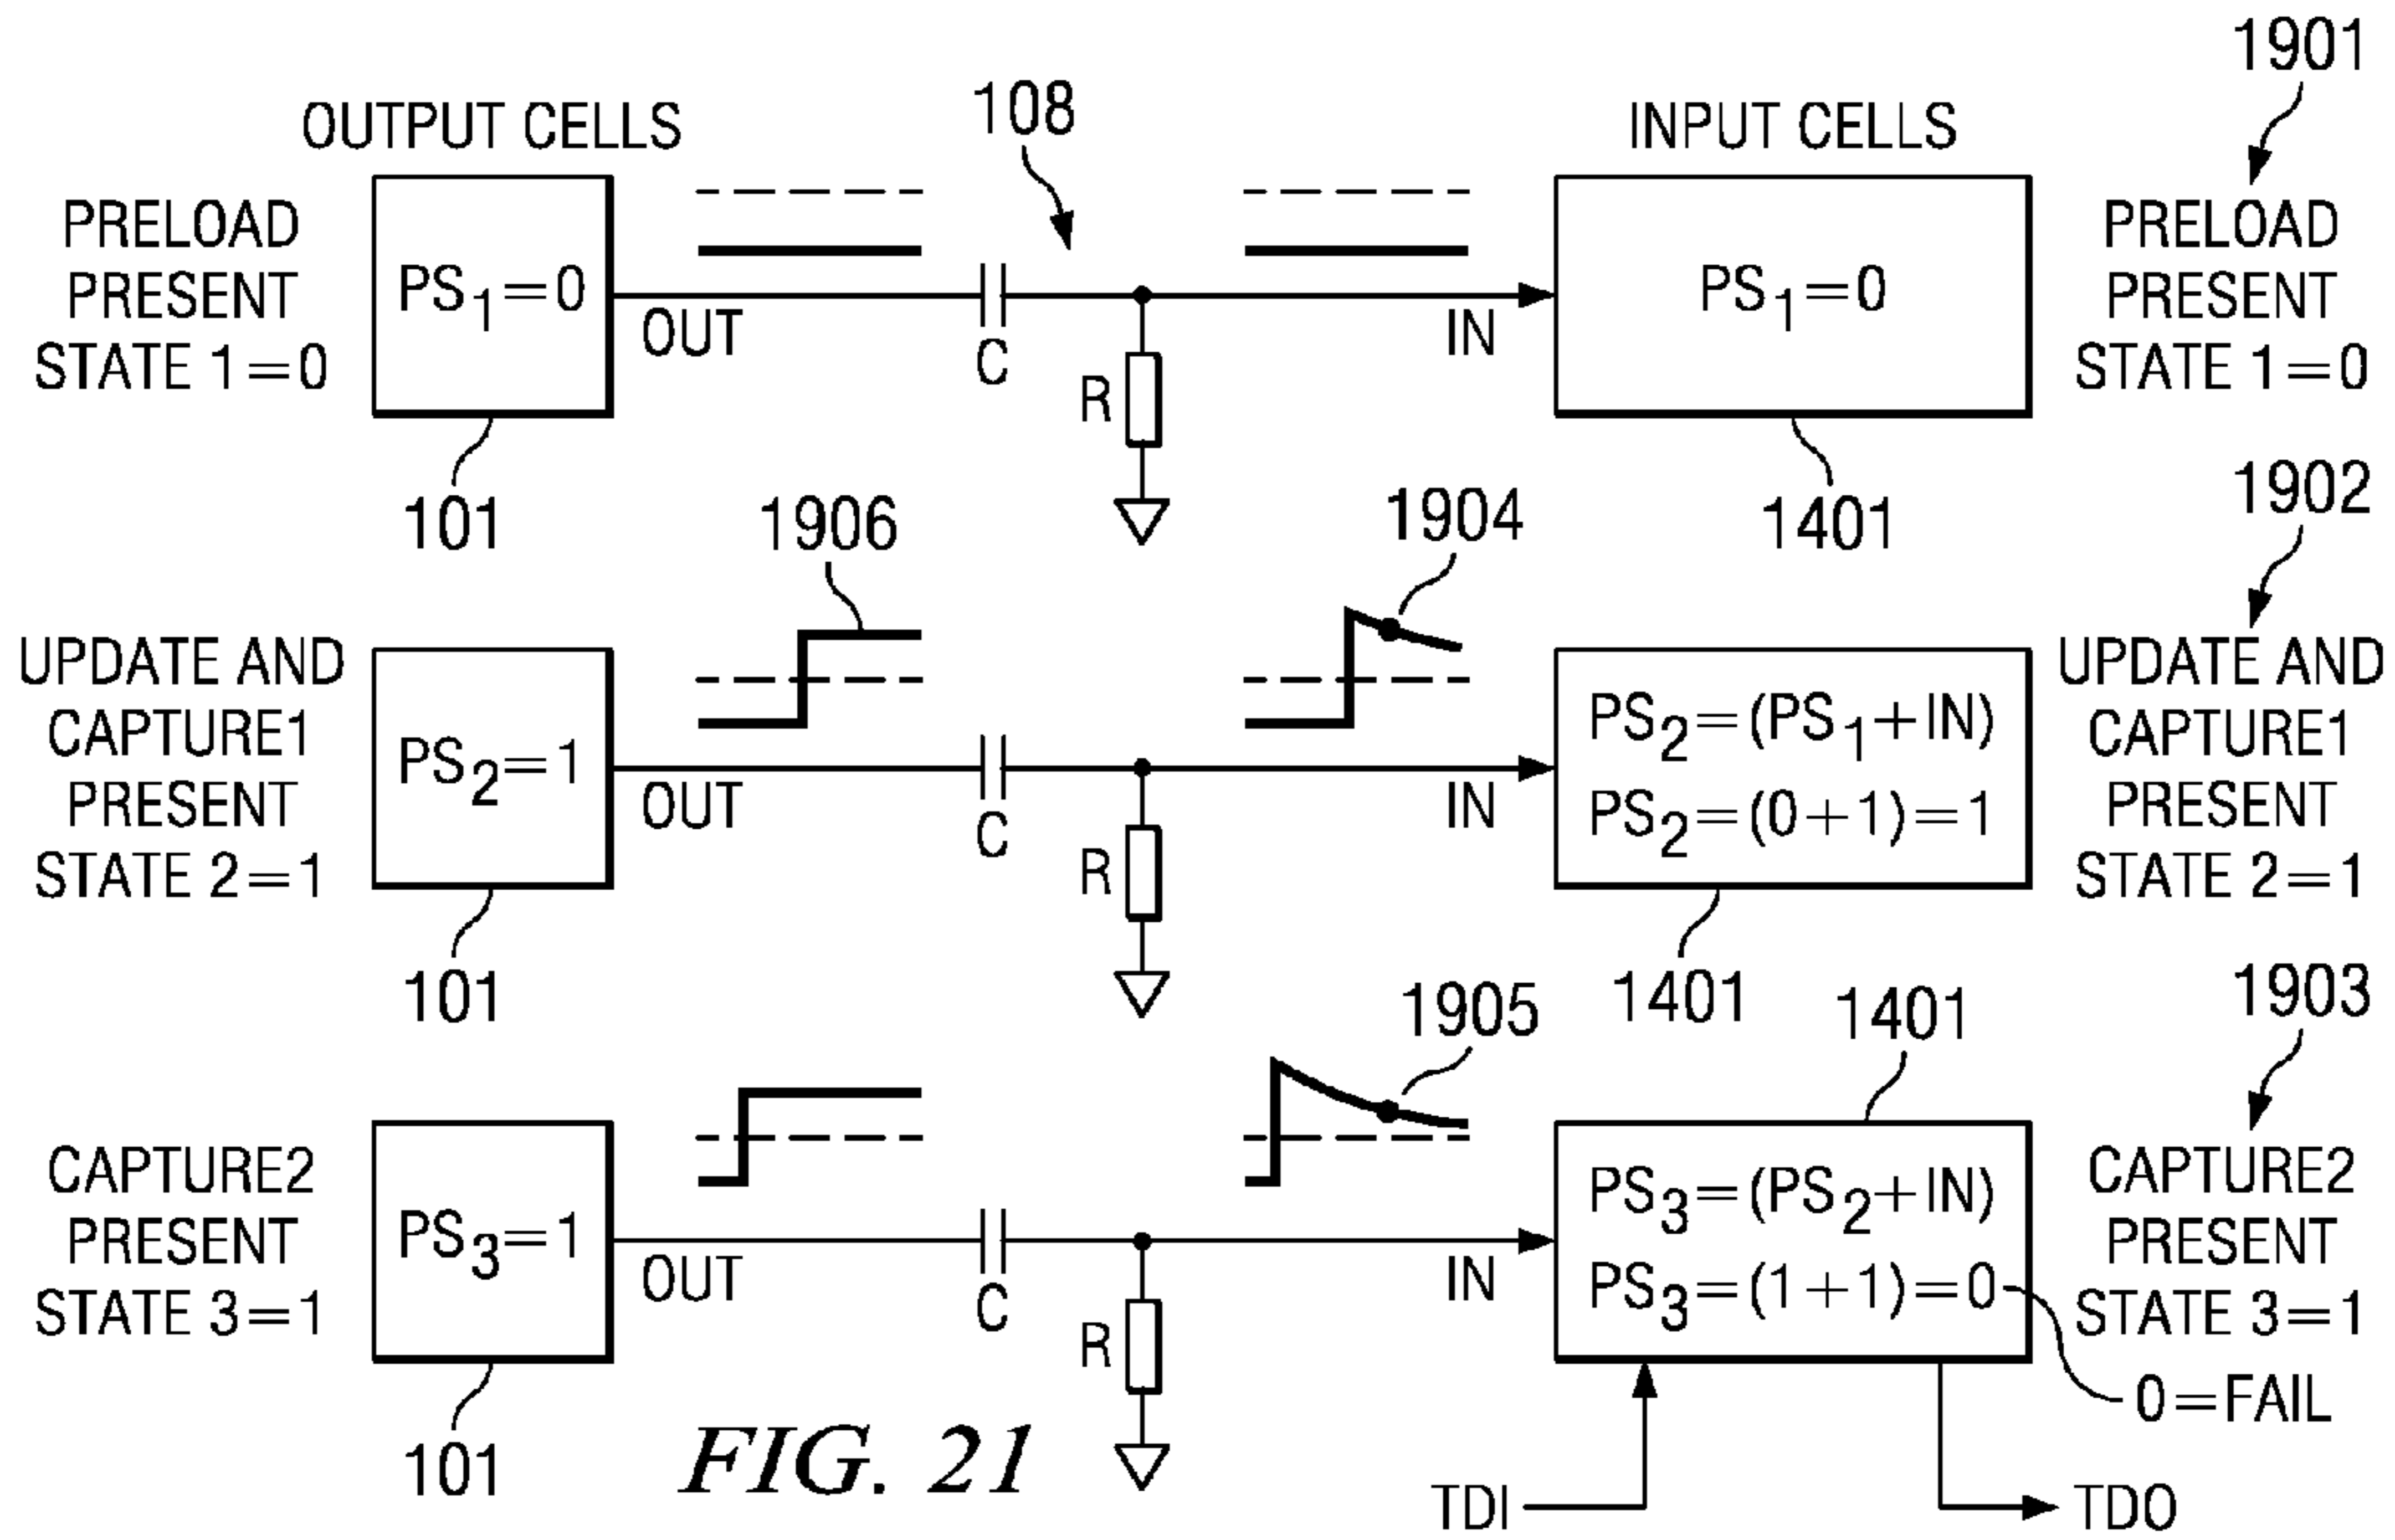 1901
108
OUTPUT CELLS
INPUT CELLS
PRELOAD
PRESENT
STATE 1=0
PS1=0
OUT
C
R
IN
PS1=0
PRELOAD
PRESENT
STATE 1=0
101
1401
1902
1906
1904
UPDATE AND
CAPTURE1
PRESENT
STATE 2=1
PS2=1
OUT
C
R
IN
PS2=(PS1+IN)
PS2=(0+1)=1
UPDATE AND
CAPTURE1
PRESENT
STATE 2=1
101
1401
1401
1903
1905
CAPTURE2
PRESENT
STATE 3=1
PS3=1
OUT
C
R
IN
PS3=(PS2+IN)
PS3=(1+1)=0
CAPTURE2
PRESENT
STATE 3=1
0=FAIL
101
FIG. 21
TDI
TDO